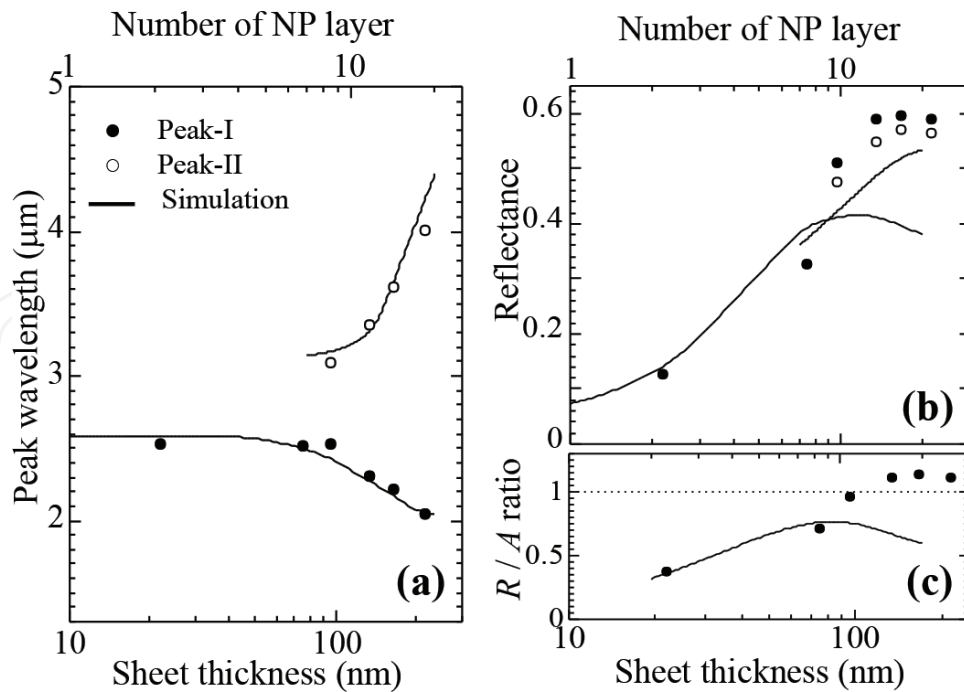 Number of NP layer
1 10
5
4
3
2
Peak wavelength (μm)
Peak-I
Peak-II
Simulation
(a)
10 100
Sheet thickness (nm)
Number of NP layer
1 10
0.6
0.4
0.2
0
Reflectance
(b)
1
0.5
0
R / A ratio
(c)
10 100
Sheet thickness (nm)